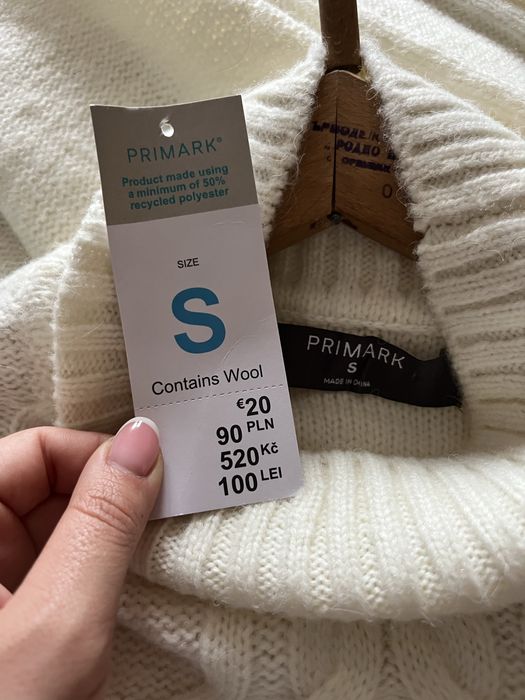 PRIMARK®
Product made using
a minimum of 50%
recycled polyester
SIZE
S
Contains Wool
€20
90 PLN
520 Kč
100 LEI
PRIMARK
S
MADE IN CHINA
О